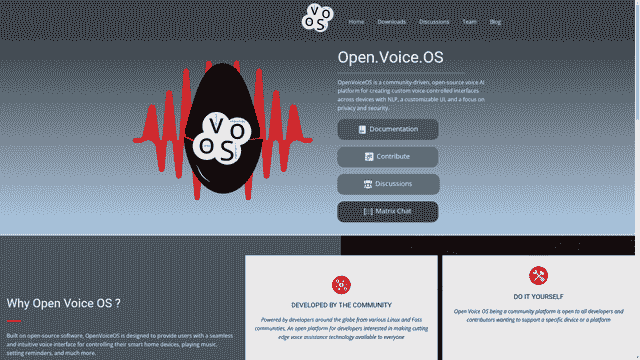 V
O O
S
Home Downloads Discussions Team Blog
Open.Voice.OS
OpenVoiceOS is a community-driven, open-source voice AI
platform for creating custom voice-controlled interfaces
across devices with NLP, a customizable UI, and a focus on
privacy and security.
Documentation
Contribute
Discussions
Matrix Chat
V
O O
S
Why Open Voice OS ?
Built on open-source software, OpenVoiceOS is designed to provide users with a seamless
and intuitive voice interface for controlling their smart home devices, playing music,
setting reminders, and much more.
DEVELOPED BY THE COMMUNITY
Powered by developers around the globe from various Linux and Foss
communities, An open platform for developers interested in making cutting
edge voice assistance technology available to everyone
DO IT YOURSELF
Open Voice OS being a community platform is open to all developers and
contributors wanting to support a specific device or a platform